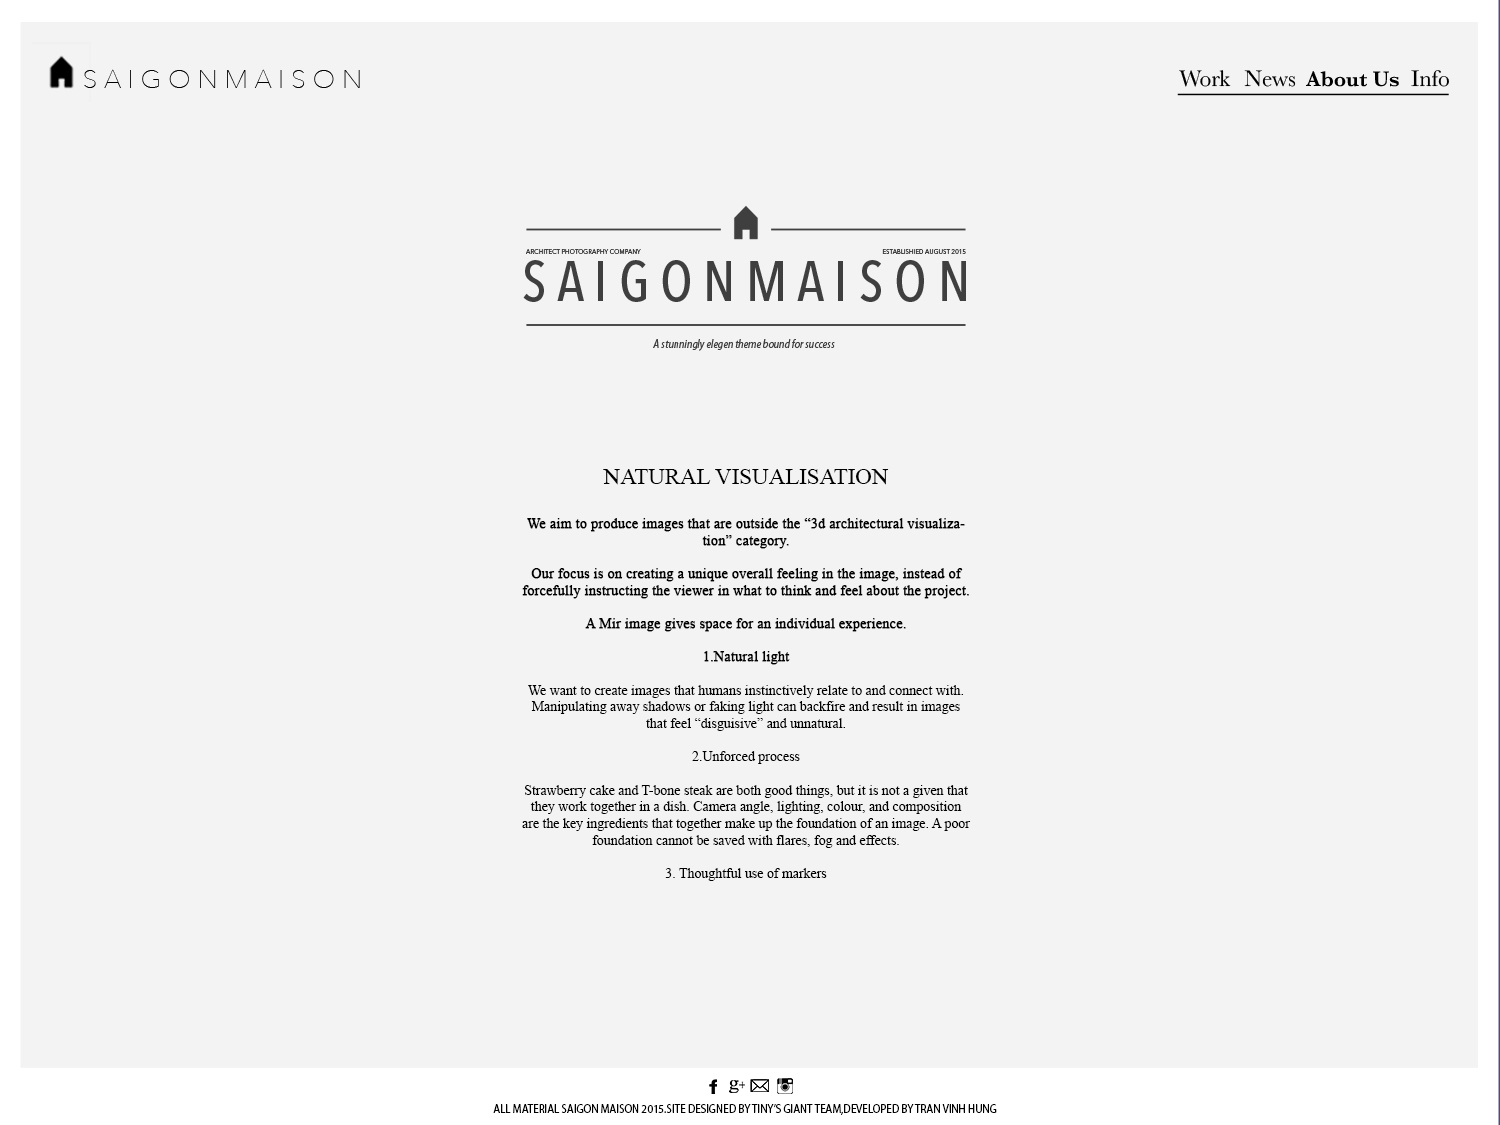 SAIGONMAISON
Work News About Us Info
ARCHITECT PHOTOGRAPHY COMPANY
ESTABLISHIED AUGUST 2015
SAIGONMAISON
A stunningly elegen theme bound for success
NATURAL VISUALISATION
We aim to produce images that are outside the “3d architectural visualiza-
tion” category.
Our focus is on creating a unique overall feeling in the image, instead of
forcefully instructing the viewer in what to think and feel about the project.
A Mir image gives space for an individual experience.
1.Natural light
We want to create images that humans instinctively relate to and connect with.
Manipulating away shadows or faking light can backfire and result in images
that feel “disguisive” and unnatural.
2.Unforced process
Strawberry cake and T-bone steak are both good things, but it is not a given that
they work together in a dish. Camera angle, lighting, colour, and composition
are the key ingredients that together make up the foundation of an image. A poor
foundation cannot be saved with flares, fog and effects.
3. Thoughtful use of markers
f g+
ALL MATERIAL SAIGON MAISON 2015.SITE DESIGNED BY TINY'S GIANT TEAM,DEVELOPED BY TRAN VINH HUNG